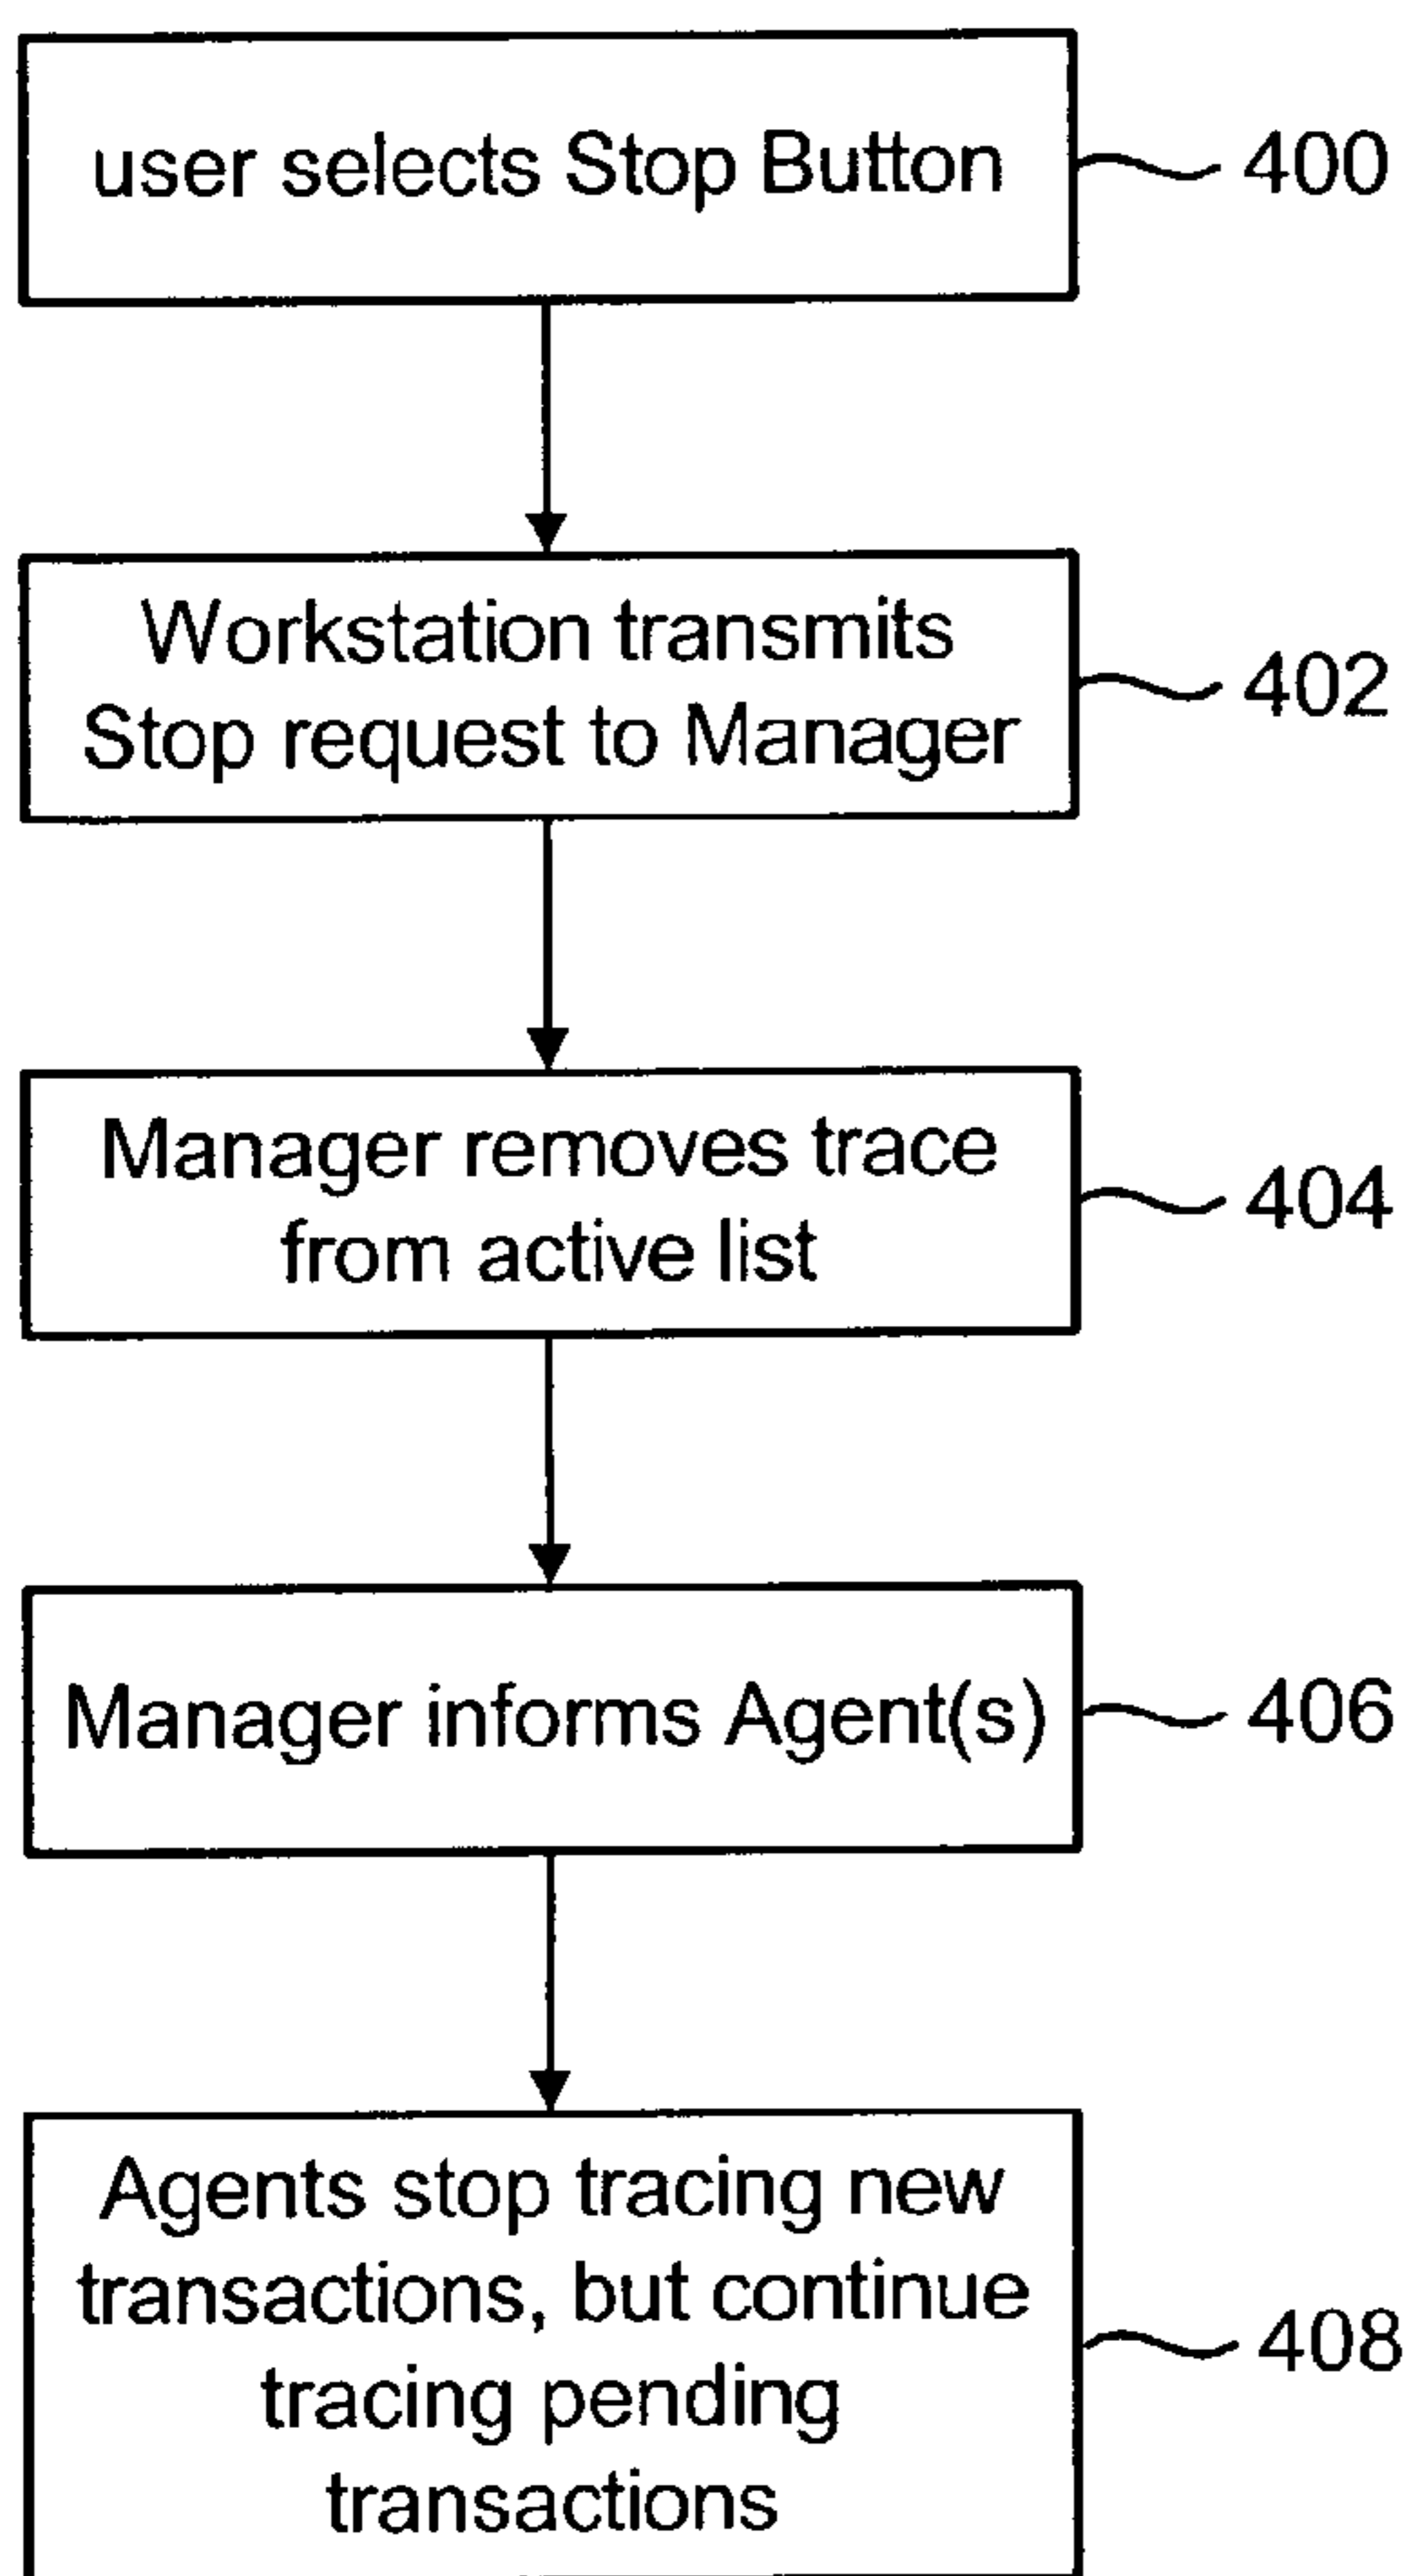 user selects Stop Button
400
Workstation transmits
Stop request to Manager
402
Manager removes trace
from active list
404
Manager informs Agent(s)
406
Agents stop tracing new
transactions, but continue
tracing pending
transactions
408